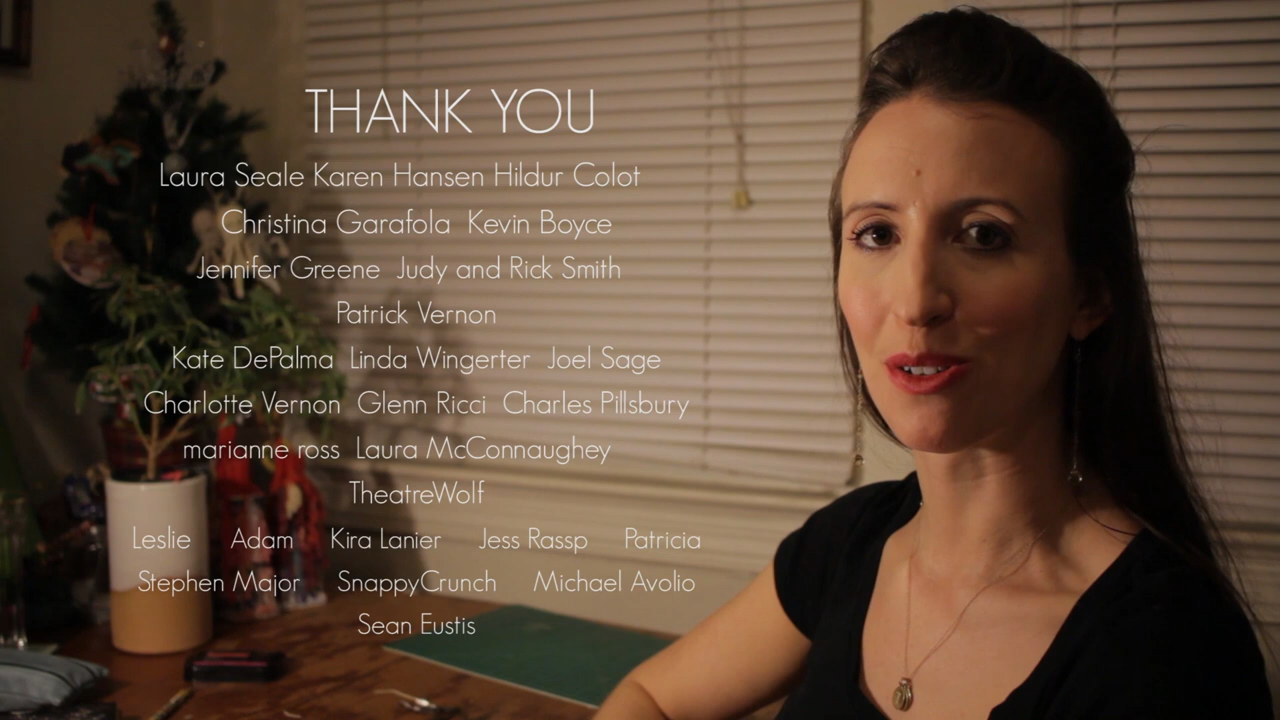 THANK YOU
Laura Seale Karen Hansen Hildur Colot
Christina Garafola Kevin Boyce
Jennifer Greene Judy and Rick Smith
Patrick Vernon
Kate DePalma Linda Wingerter Joel Sage
Charlotte Vernon Glenn Ricci Charles Pillsbury
marianne ross Laura McConnaughey
TheatreWolf
Leslie Adam Kira Lanier Jess Rassp Patricia
Stephen Major SnappyCrunch Michael Avolio
Sean Eustis